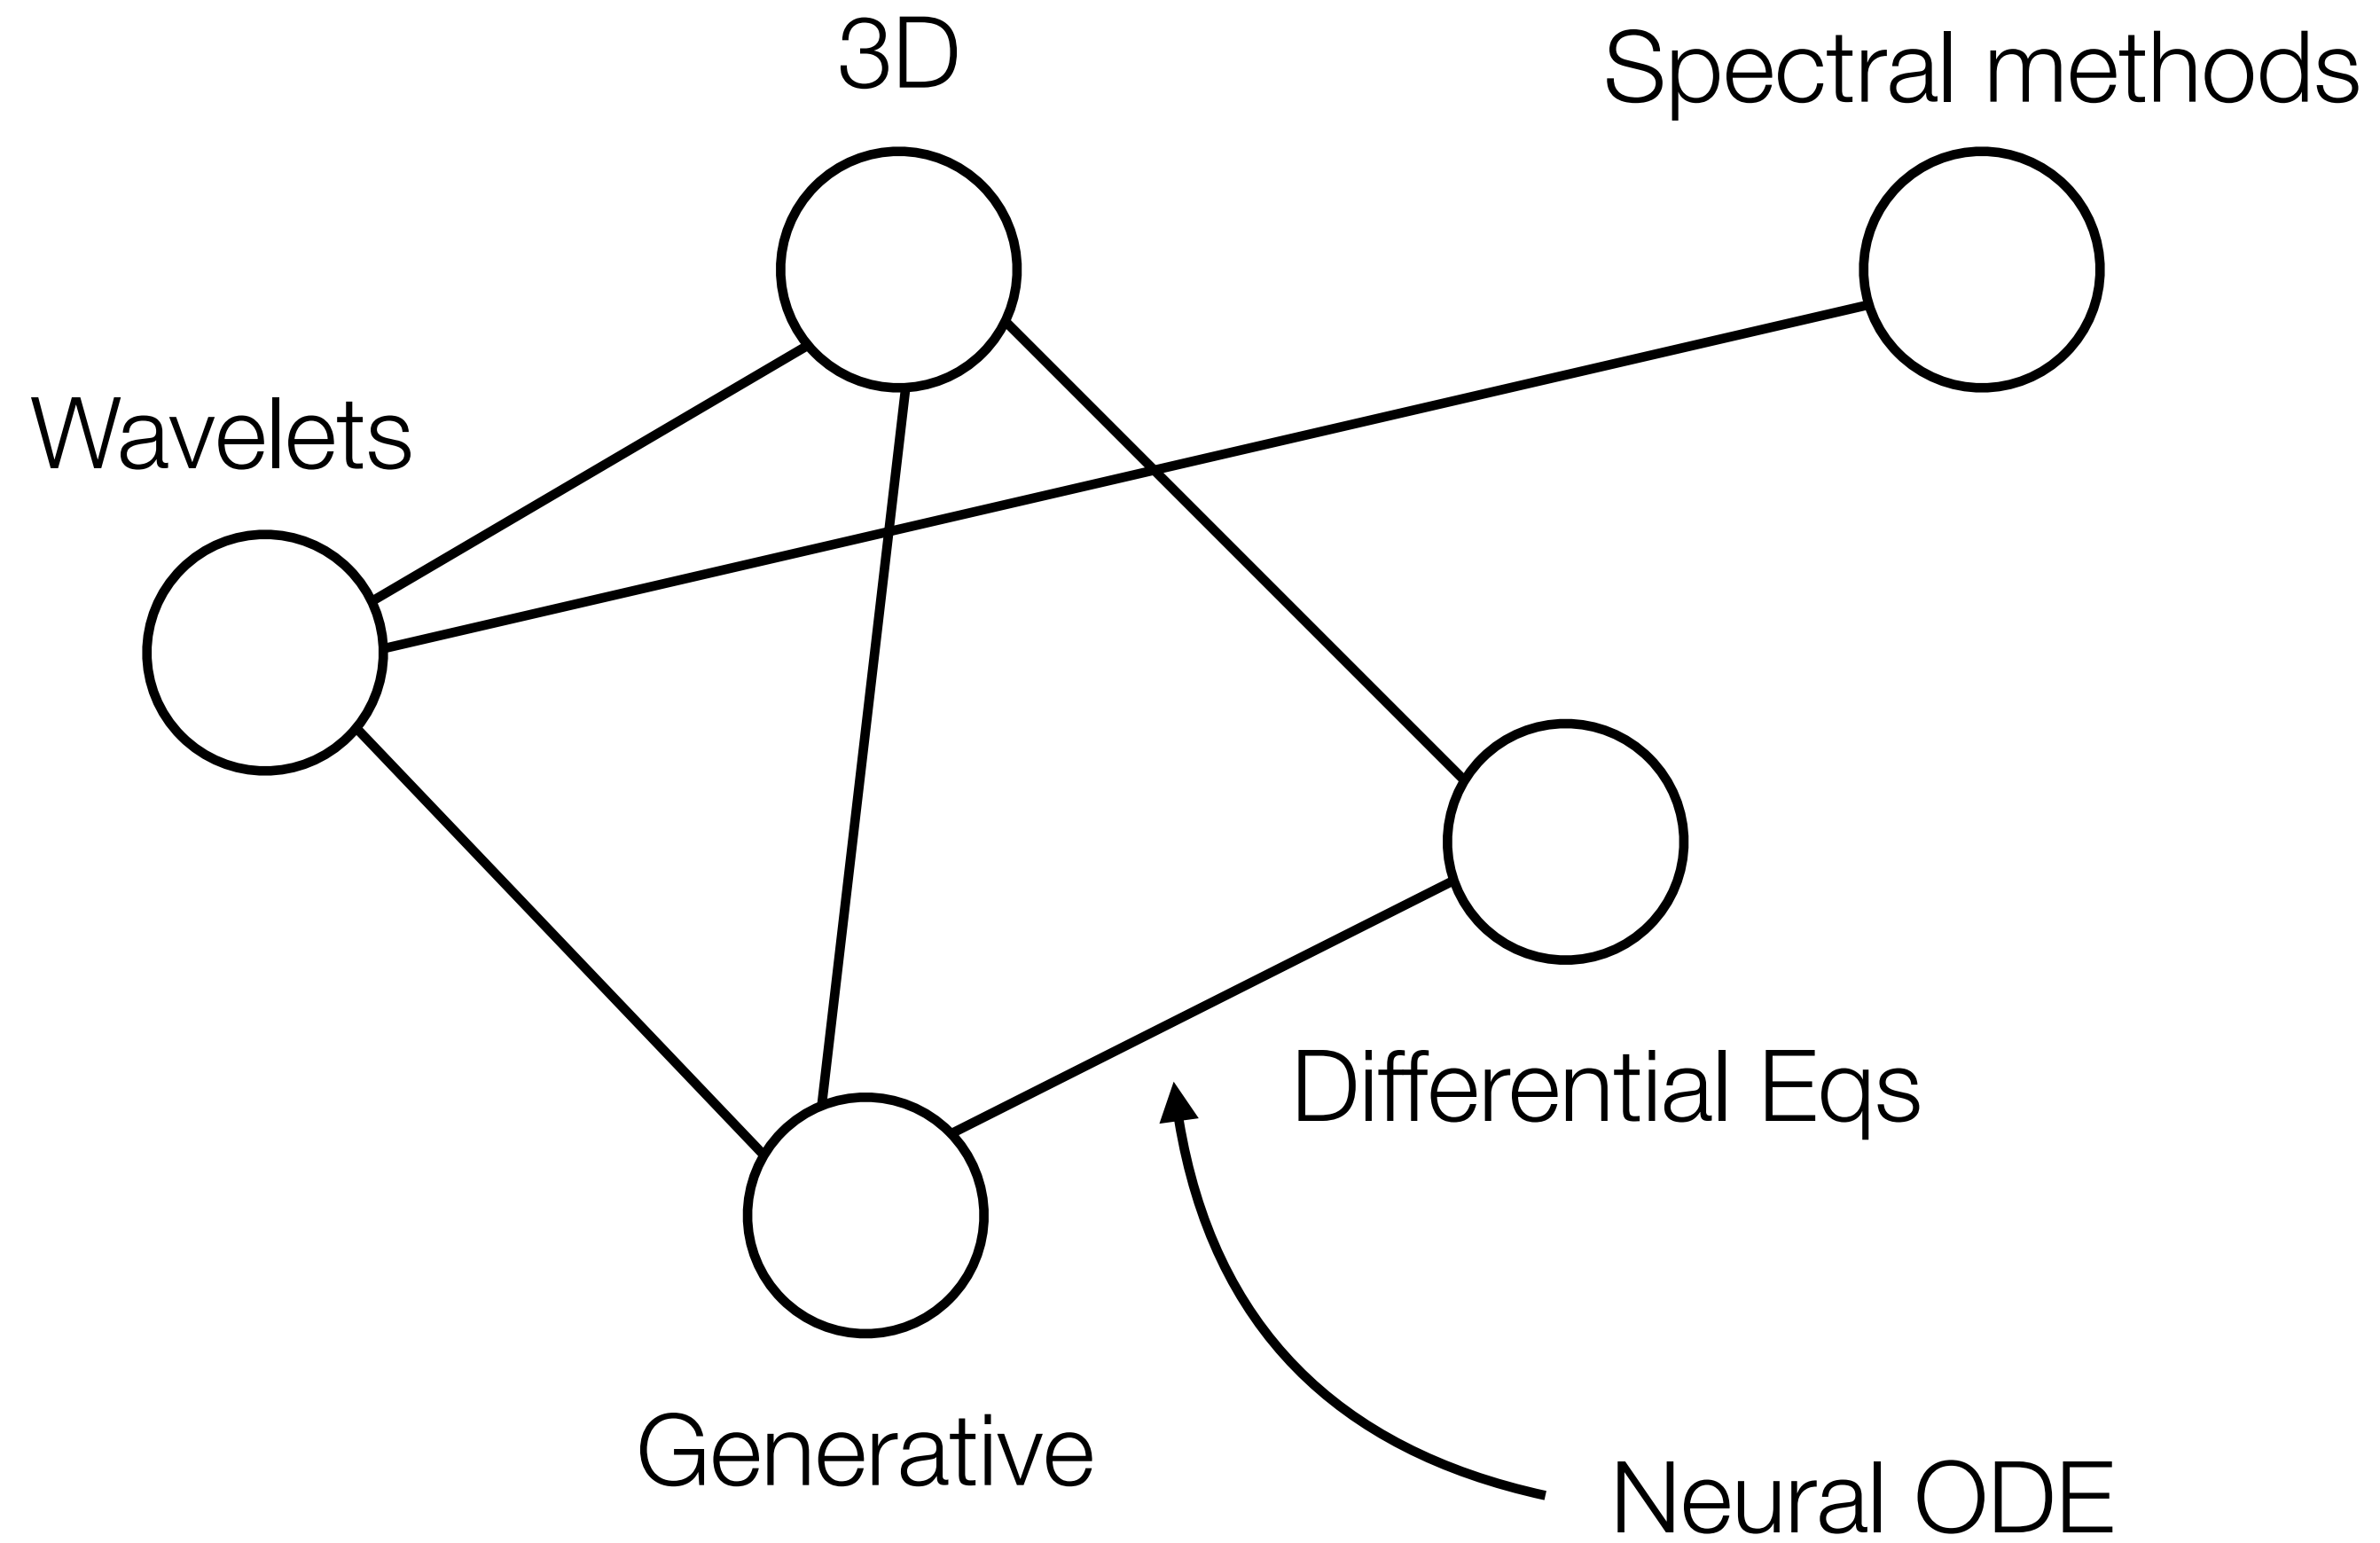 3D
Spectral methods
Wavelets
Differential Eqs
Generative
Neural ODE